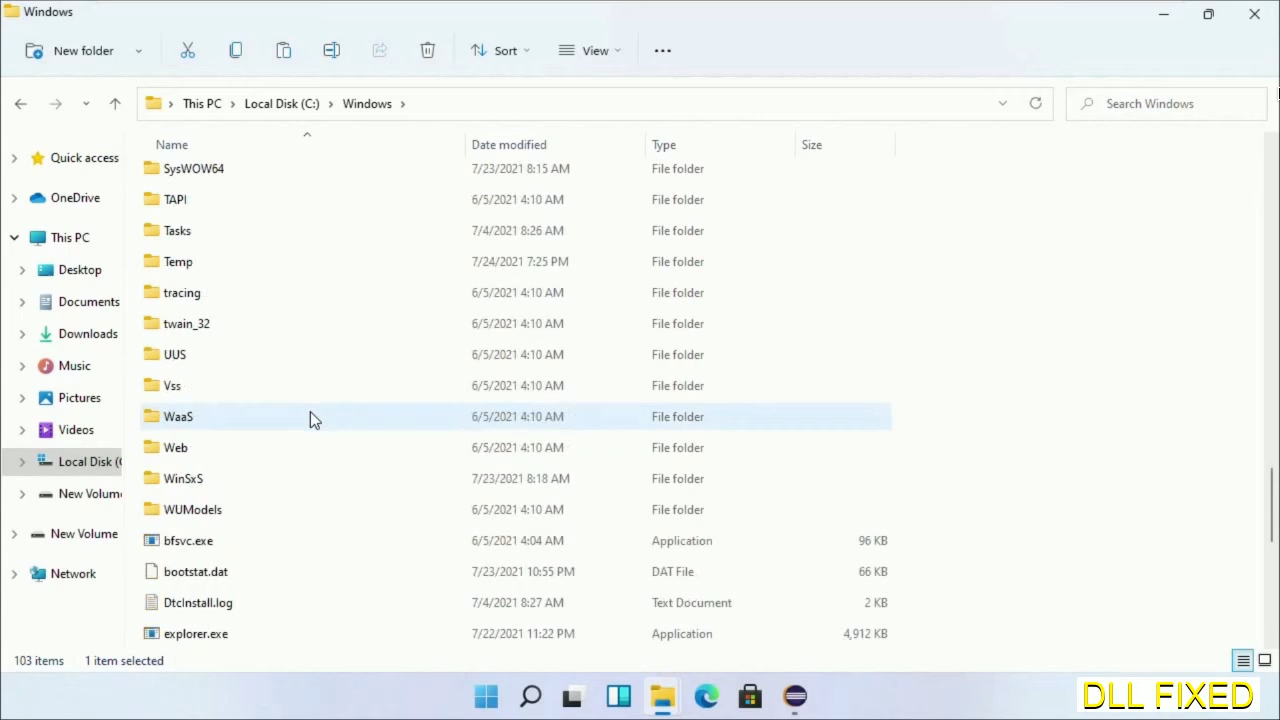 Windows
New folder Sort View
This PC Local Disk (C:) Windows Search Windows
Name Date modified Type Size
Quick access
OneDrive
This PC
Desktop
Documents
Downloads
Music
Pictures
Videos
Local Disk (C
New Volum
New Volume
Network
SysWOW64 7/23/2021 8:15 AM File folder
TAPI 6/5/2021 4:10 AM File folder
Tasks 7/4/2021 8:26 AM File folder
Temp 7/24/2021 7:25 PM File folder
tracing 6/5/2021 4:10 AM File folder
twain_32 6/5/2021 4:10 AM File folder
UUS 6/5/2021 4:10 AM File folder
Vss 6/5/2021 4:10 AM File folder
WaaS 6/5/2021 4:10 AM File folder
Web 6/5/2021 4:10 AM File folder
WinSxS 7/23/2021 8:18 AM File folder
WUModels 6/5/2021 4:10 AM File folder
bfsvc.exe 6/5/2021 4:04 AM Application 96 KB
bootstat.dat 7/23/2021 10:55 PM DAT File 66 KB
DtcInstall.log 7/4/2021 8:27 AM Text Document 2 KB
explorer.exe 7/22/2021 11:22 PM Application 4,912 KB
103 items 1 item selected
DLL FIXED